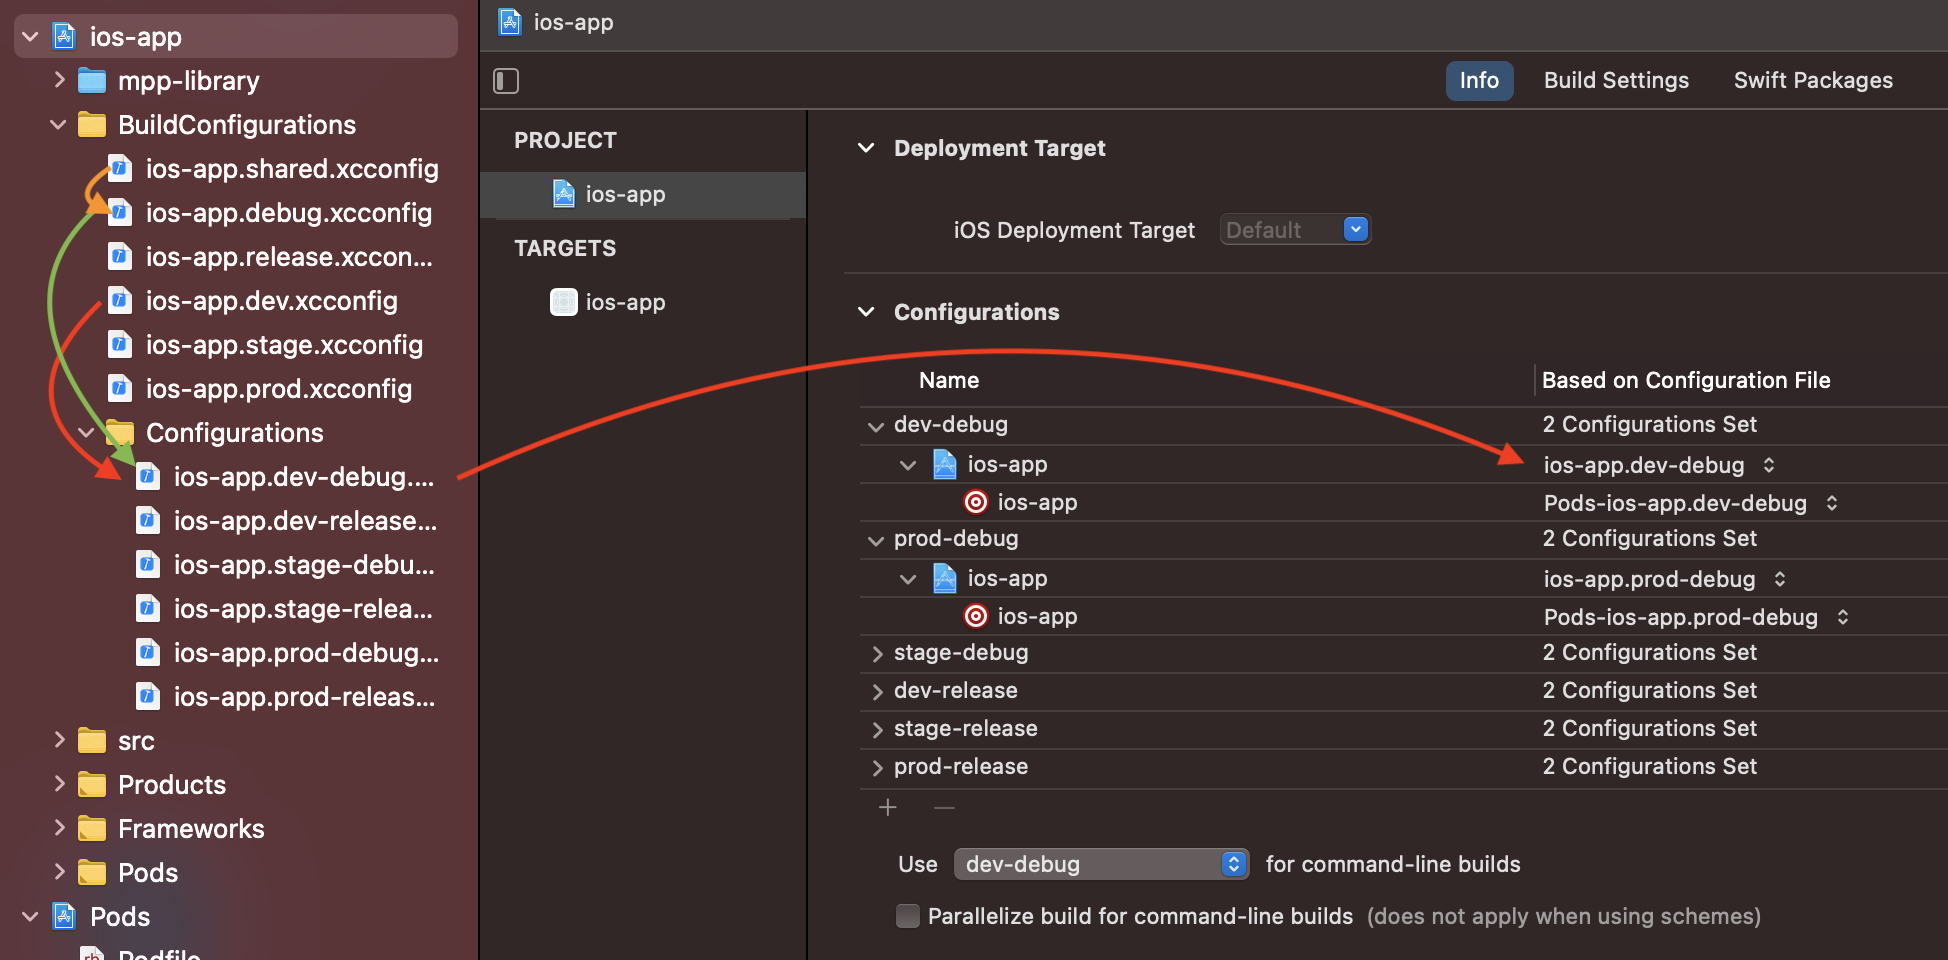 ios-app
mpp-library
BuildConfigurations
ios-app.shared.xcconfig
ios-app.debug.xcconfig
ios-app.release.xccon...
ios-app.dev.xcconfig
ios-app.stage.xcconfig
ios-app.prod.xcconfig
Configurations
ios-app.dev-debug....
ios-app.dev-release...
ios-app.stage-debu...
ios-app.stage-relea...
ios-app.prod-debug...
ios-app.prod-releas...
src
Products
Frameworks
Pods
Pods
Podfile
ios-app
Info Build Settings Swift Packages
PROJECT
ios-app
TARGETS
ios-app
Deployment Target
iOS Deployment Target Default
Configurations
Name Based on Configuration File
dev-debug 2 Configurations Set
ios-app ios-app.dev-debug
ios-app Pods-ios-app.dev-debug
prod-debug 2 Configurations Set
ios-app ios-app.prod-debug
ios-app Pods-ios-app.prod-debug
stage-debug 2 Configurations Set
dev-release 2 Configurations Set
stage-release 2 Configurations Set
prod-release 2 Configurations Set
Use dev-debug for command-line builds
Parallelize build for command-line builds (does not apply when using schemes)